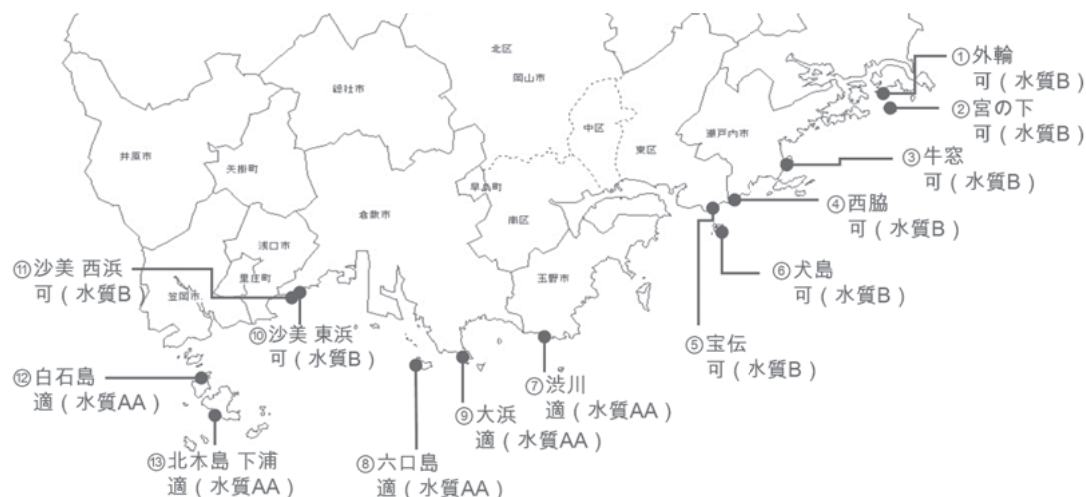 北区
岡山市
総社市
中区
東区
瀬戸内市
井原市
矢掛町
早島町
南区
倉敷市
浅口市
里庄町
笠岡市
玉野市
①外輪
可(水質B)
②宮の下
可(水質B)
③牛窓
可(水質B)
④西脇
可(水質B)
⑥犬島
可(水質B)
⑤宝伝
可(水質B)
⑪沙美 西浜
可(水質B)
⑩沙美 東浜
可(水質B)
⑫白石島
適(水質AA)
⑦渋川
適(水質AA)
⑨大浜
適(水質AA)
⑬北木島 下浦
適(水質AA)
⑧六口島
適(水質AA)